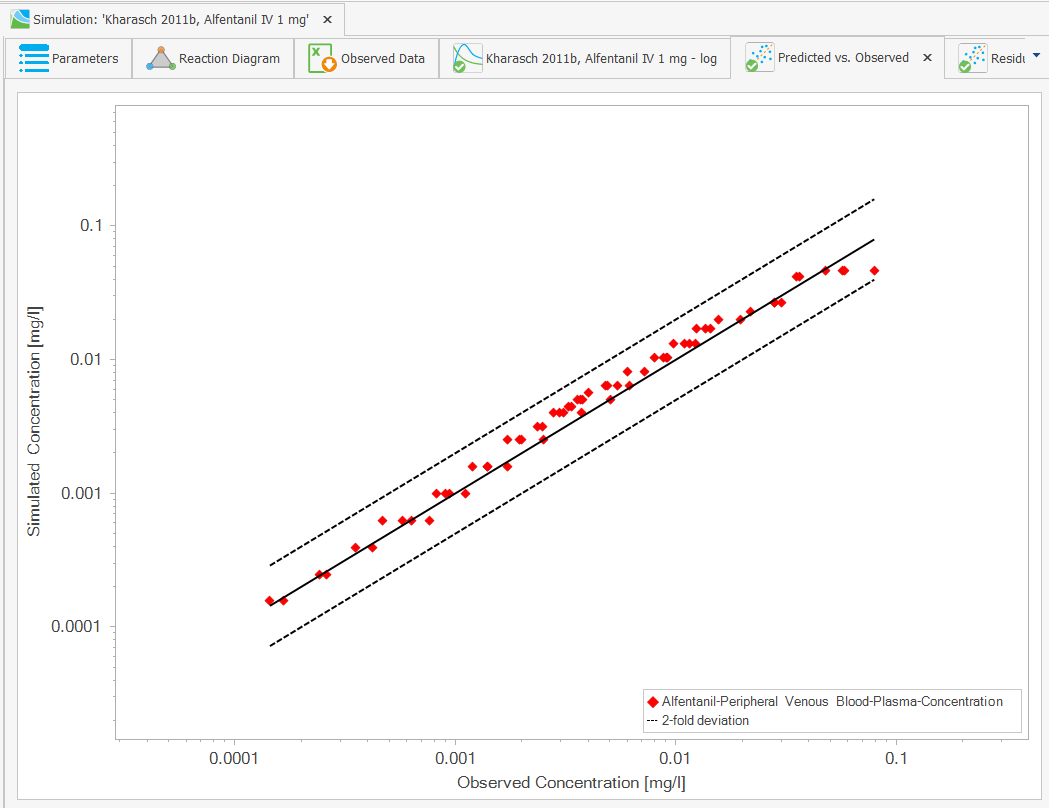 Simulation: 'Kharasch 2011b, Alfentanil IV 1 mg'
Parameters Reaction Diagram Observed Data Kharasch 2011b, Alfentanil IV 1 mg - log Predicted vs. Observed Residu
0.1
0.01
0.001
0.0001
Simulated Concentration [mg/l]
Alfentanil-Peripheral Venous Blood-Plasma-Concentration
2-fold deviation
0.0001 0.001 0.01 0.1
Observed Concentration [mg/l]